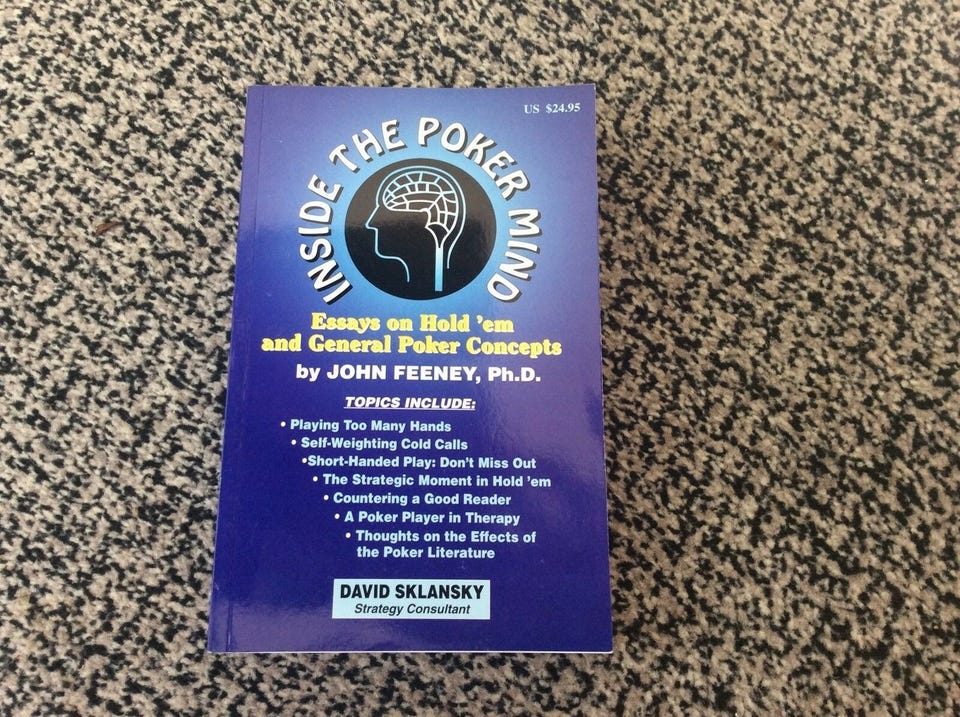 US $24.95
INSIDE THE POKER MIND
Essays on Hold 'em
and General Poker Concepts
by JOHN FEENEY, Ph.D.
TOPICS INCLUDE:
• Playing Too Many Hands
• Self-Weighting Cold Calls
•Short-Handed Play: Don't Miss Out
• The Strategic Moment in Hold 'em
• Countering a Good Reader
• A Poker Player in Therapy
• Thoughts on the Effects of
the Poker Literature
DAVID SKLANSKY
Strategy Consultant